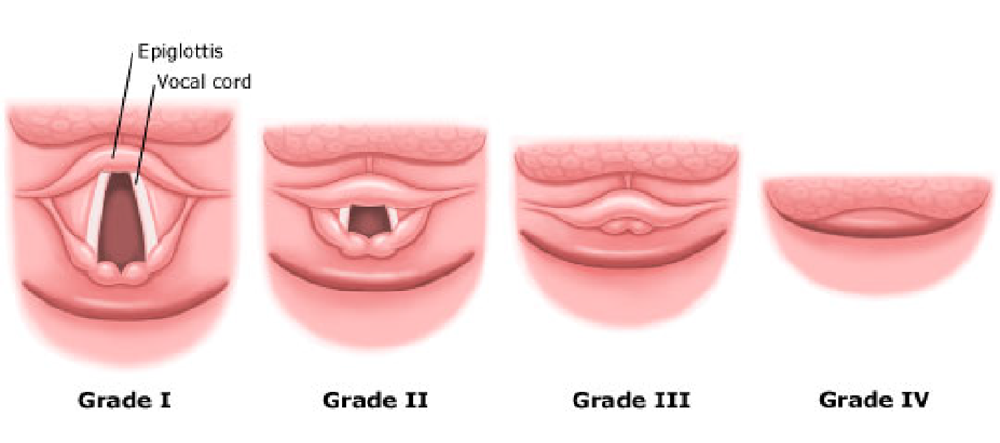 Epiglottis
Vocal cord
Grade I
Grade II
Grade III
Grade IV